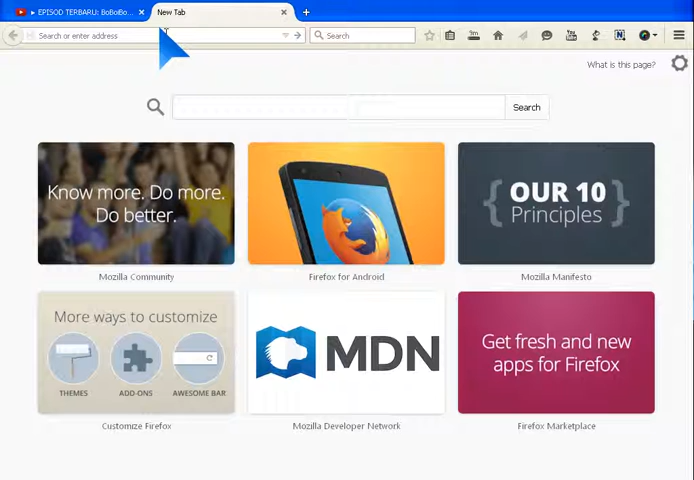 EPISOD TERBARU: BoBoiBo...
New Tab
Search or enter address
Search
What is this page?
Search
Know more. Do more.
Do better.
{ OUR 10 }
Principles
Mozilla Community
Firefox for Android
Mozilla Manifesto
More ways to customize
THEMES
ADD-ONS
AWESOME BAR
MDN
Get fresh and new
apps for Firefox
Customize Firefox
Mozilla Developer Network
Firefox Marketplace